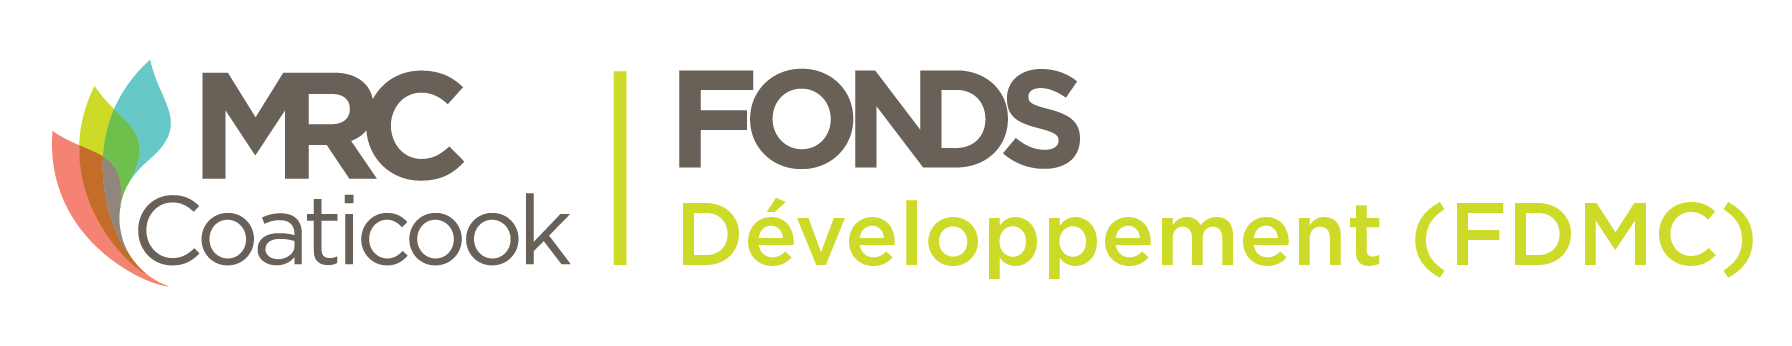 MRC
Coaticook
FONDS
Développement (FDMC)